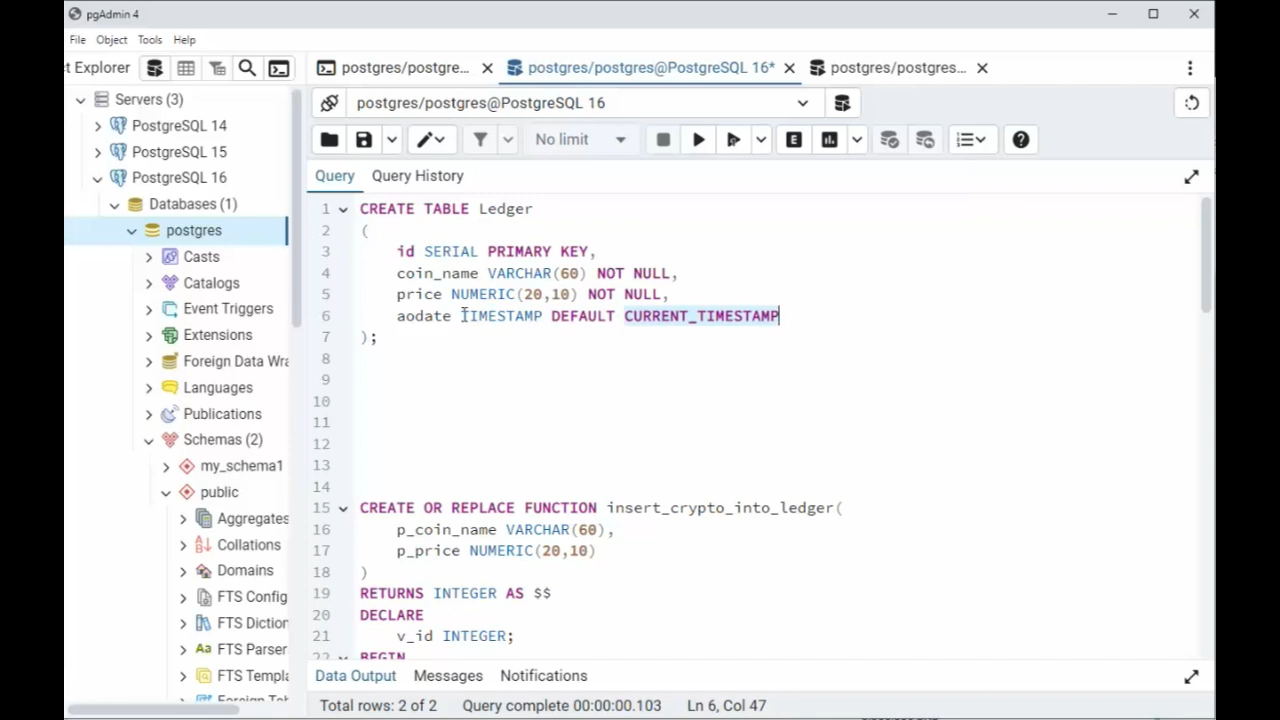 pgAdmin 4
File Object Tools Help
t Explorer
postgres/postgre...
postgres/postgres@PostgreSQL 16*
postgres/postgres...
Servers (3)
PostgreSQL 14
PostgreSQL 15
PostgreSQL 16
Databases (1)
postgres
Casts
Catalogs
Event Triggers
Extensions
Foreign Data Wra
Languages
Publications
Schemas (2)
my_schema1
public
Aggregates
Collations
Domains
FTS Config
FTS Diction
Aa FTS Parser
FTS Templa
Foreign Tab
postgres/postgres@PostgreSQL 16
No limit
E
Query Query History
1 CREATE TABLE Ledger
2 (
3 id SERIAL PRIMARY KEY,
4 coin_name VARCHAR(60) NOT NULL,
5 price NUMERIC(20,10) NOT NULL,
6 aodate TIMESTAMP DEFAULT CURRENT_TIMESTAMP
7 );
8
9
10
11
12
13
14
15 CREATE OR REPLACE FUNCTION insert_crypto_into_ledger(
16 p_coin_name VARCHAR(60),
17 p_price NUMERIC(20,10)
18 )
19 RETURNS INTEGER AS $$
20 DECLARE
21 v_id INTEGER;
22 BEGIN
Data Output Messages Notifications
Total rows: 2 of 2 Query complete 00:00:00.103 Ln 6, Col 47